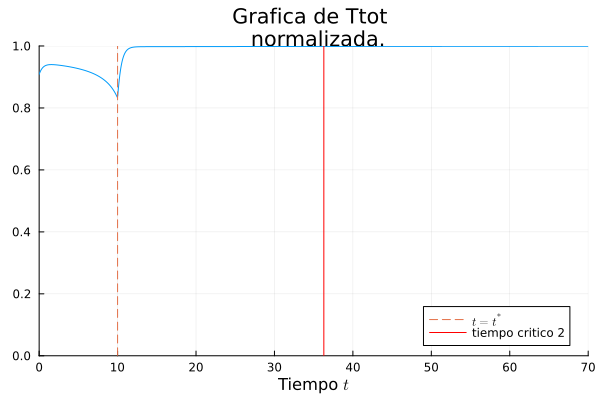 Grafica de Ttot
normalizada.
1.0
0.8
0.6
0.4
0.2
0.0
0 10 20 30 40 50 60 70
t = t*
tiempo critico 2
Tiempo t